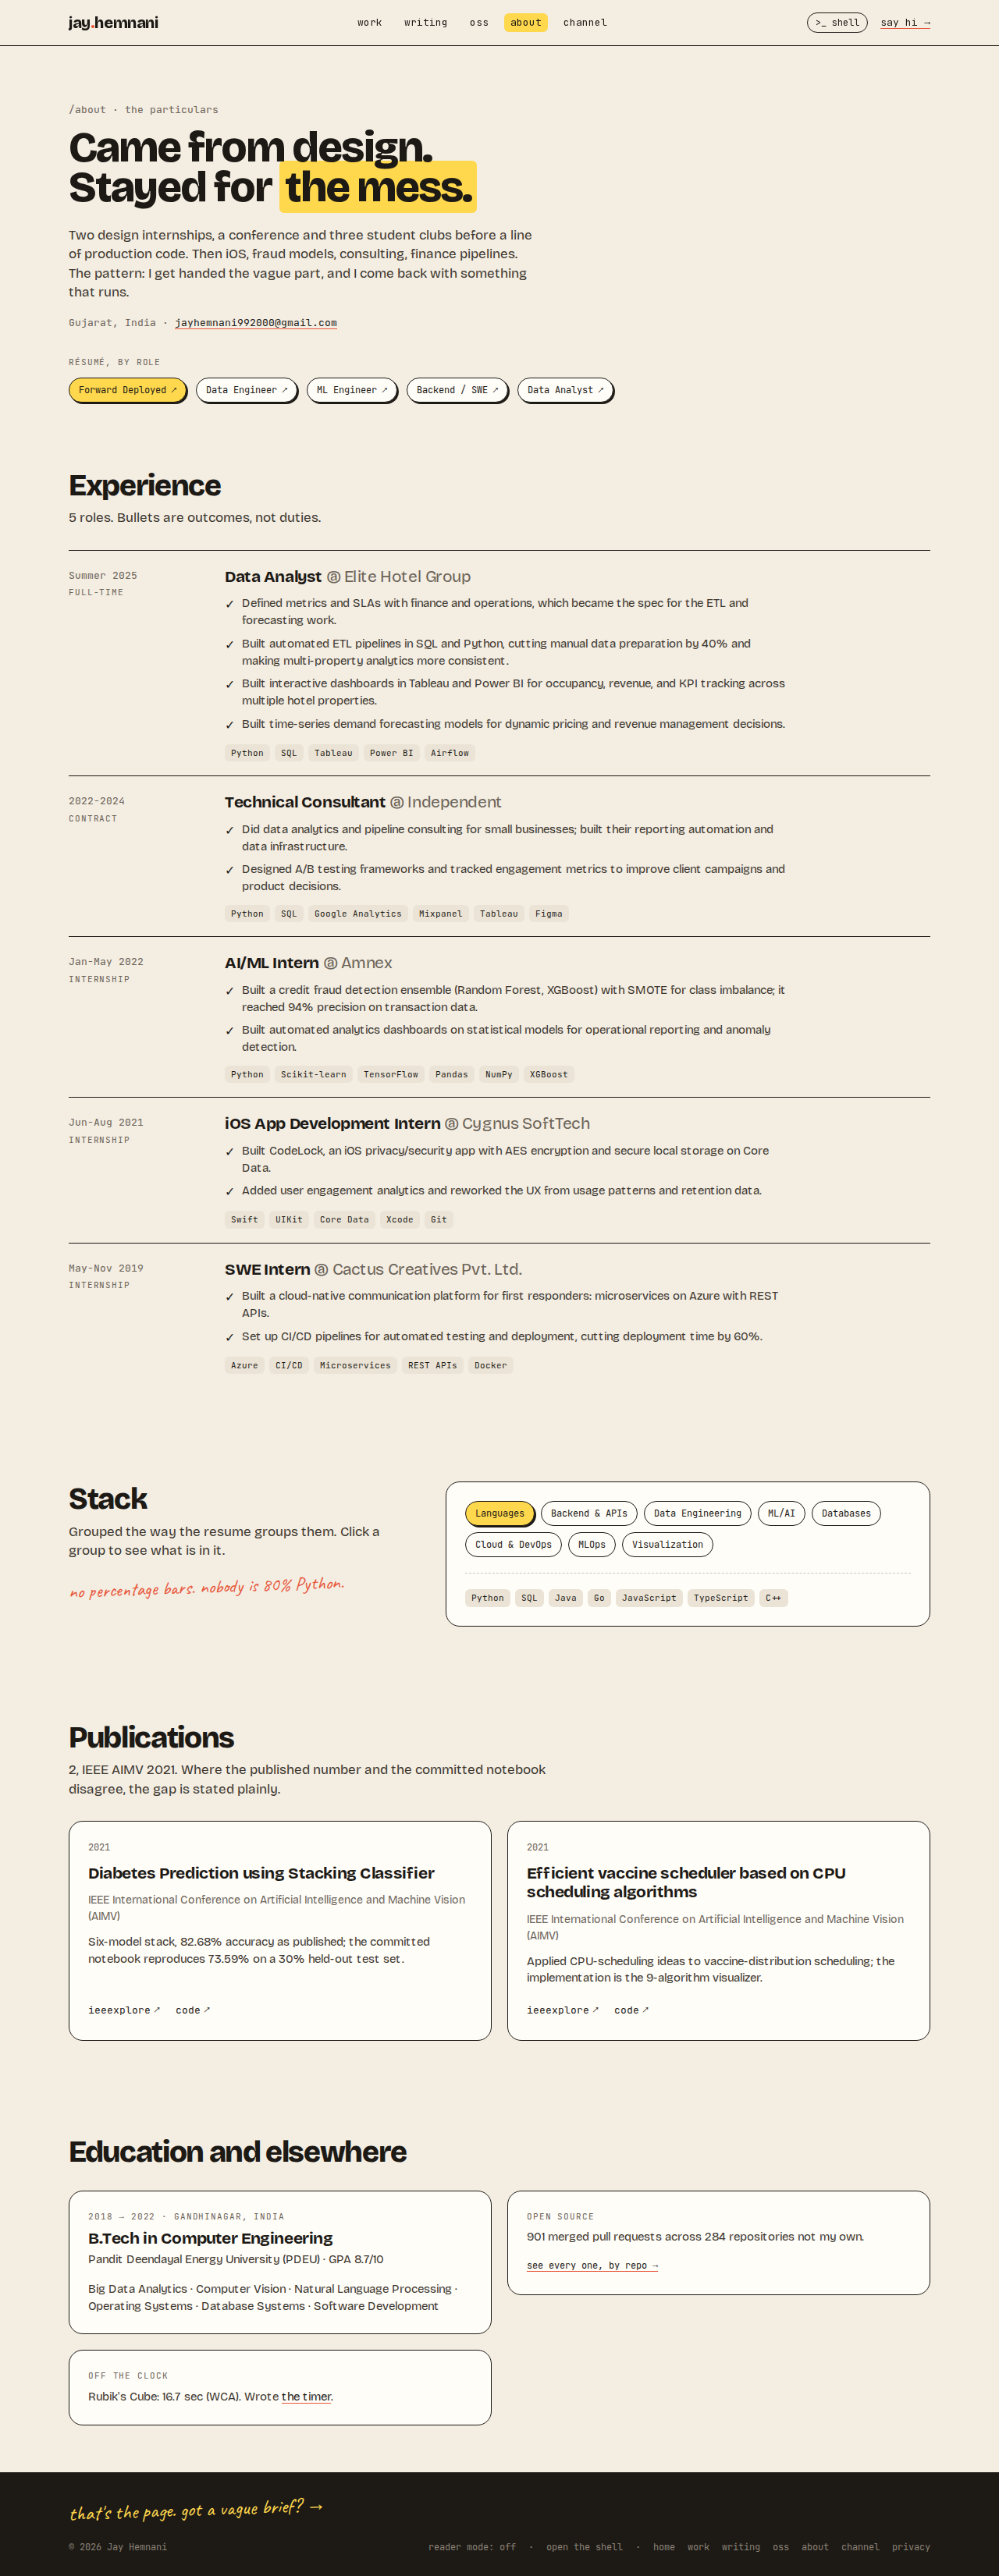 jay.hemnani
work writing oss about channel
>_ shell say hi →
/about · the particulars
Came from design.
Stayed for the mess.
Two design internships, a conference and three student clubs before a line
of production code. Then iOS, fraud models, consulting, finance pipelines.
The pattern: I get handed the vague part, and I come back with something
that runs.
Gujarat, India · jayhemnani992000@gmail.com
RÉSUMÉ, BY ROLE
Forward Deployed ↗ Data Engineer ↗ ML Engineer ↗ Backend / SWE ↗ Data Analyst ↗
Experience
5 roles. Bullets are outcomes, not duties.
Summer 2025
FULL-TIME
Data Analyst @ Elite Hotel Group
✓ Defined metrics and SLAs with finance and operations, which became the spec for the ETL and
forecasting work.
✓ Built automated ETL pipelines in SQL and Python, cutting manual data preparation by 40% and
making multi-property analytics more consistent.
✓ Built interactive dashboards in Tableau and Power BI for occupancy, revenue, and KPI tracking across
multiple hotel properties.
✓ Built time-series demand forecasting models for dynamic pricing and revenue management decisions.
Python SQL Tableau Power BI Airflow
2022-2024
CONTRACT
Technical Consultant @ Independent
✓ Did data analytics and pipeline consulting for small businesses; built their reporting automation and
data infrastructure.
✓ Designed A/B testing frameworks and tracked engagement metrics to improve client campaigns and
product decisions.
Python SQL Google Analytics Mixpanel Tableau Figma
Jan-May 2022
INTERNSHIP
AI/ML Intern @ Amnex
✓ Built a credit fraud detection ensemble (Random Forest, XGBoost) with SMOTE for class imbalance; it
reached 94% precision on transaction data.
✓ Built automated analytics dashboards on statistical models for operational reporting and anomaly
detection.
Python Scikit-learn TensorFlow Pandas NumPy XGBoost
Jun-Aug 2021
INTERNSHIP
iOS App Development Intern @ Cygnus SoftTech
✓ Built CodeLock, an iOS privacy/security app with AES encryption and secure local storage on Core
Data.
✓ Added user engagement analytics and reworked the UX from usage patterns and retention data.
Swift UIKit Core Data Xcode Git
May-Nov 2019
INTERNSHIP
SWE Intern @ Cactus Creatives Pvt. Ltd.
✓ Built a cloud-native communication platform for first responders: microservices on Azure with REST
APIs.
✓ Set up CI/CD pipelines for automated testing and deployment, cutting deployment time by 60%.
Azure CI/CD Microservices REST APIs Docker
Stack
Grouped the way the resume groups them. Click a
group to see what is in it.
no percentage bars. nobody is 80% Python.
Languages Backend & APIs Data Engineering ML/AI Databases
Cloud & DevOps MLOps Visualization
Python SQL Java Go JavaScript TypeScript C++
Publications
2, IEEE AIMV 2021. Where the published number and the committed notebook
disagree, the gap is stated plainly.
2021
Diabetes Prediction using Stacking Classifier
IEEE International Conference on Artificial Intelligence and Machine Vision
(AIMV)
Six-model stack, 82.68% accuracy as published; the committed
notebook reproduces 73.59% on a 30% held-out test set.
ieeexplore ↗ code ↗
2021
Efficient vaccine scheduler based on CPU
scheduling algorithms
IEEE International Conference on Artificial Intelligence and Machine Vision
(AIMV)
Applied CPU-scheduling ideas to vaccine-distribution scheduling; the
implementation is the 9-algorithm visualizer.
ieeexplore ↗ code ↗
Education and elsewhere
2018 → 2022 · GANDHINAGAR, INDIA
B.Tech in Computer Engineering
Pandit Deendayal Energy University (PDEU) · GPA 8.7/10
Big Data Analytics · Computer Vision · Natural Language Processing ·
Operating Systems · Database Systems · Software Development
OPEN SOURCE
901 merged pull requests across 284 repositories not my own.
see every one, by repo →
OFF THE CLOCK
Rubik's Cube: 16.7 sec (WCA). Wrote the timer.
that's the page. got a vague brief? →
© 2026 Jay Hemnani
reader mode: off · open the shell · home work writing oss about channel privacy